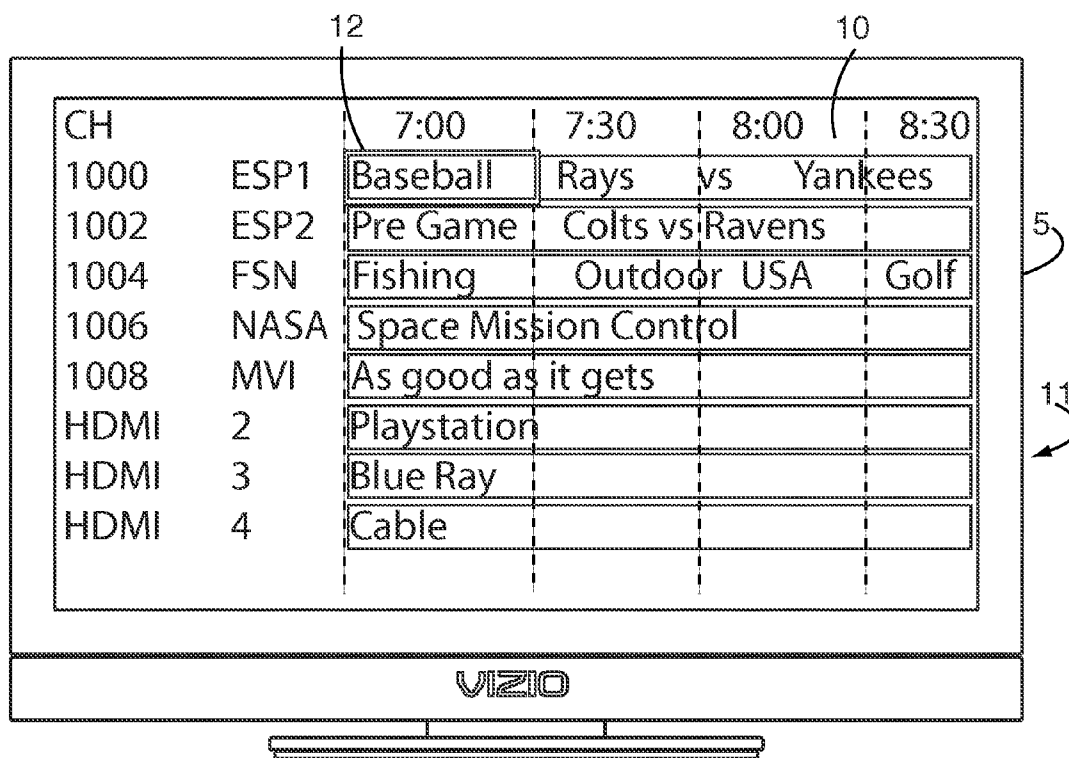 12 10
CH 7:00 7:30 8:00 8:30
1000 ESP1 Baseball Rays vs Yankees
1002 ESP2 Pre Game Colts vs Ravens
5
1004 FSN Fishing Outdoor USA Golf
1006 NASA Space Mission Control
1008 MVI As good as it gets
11
HDMI 2 Playstation
HDMI 3 Blue Ray
HDMI 4 Cable
VIZIO